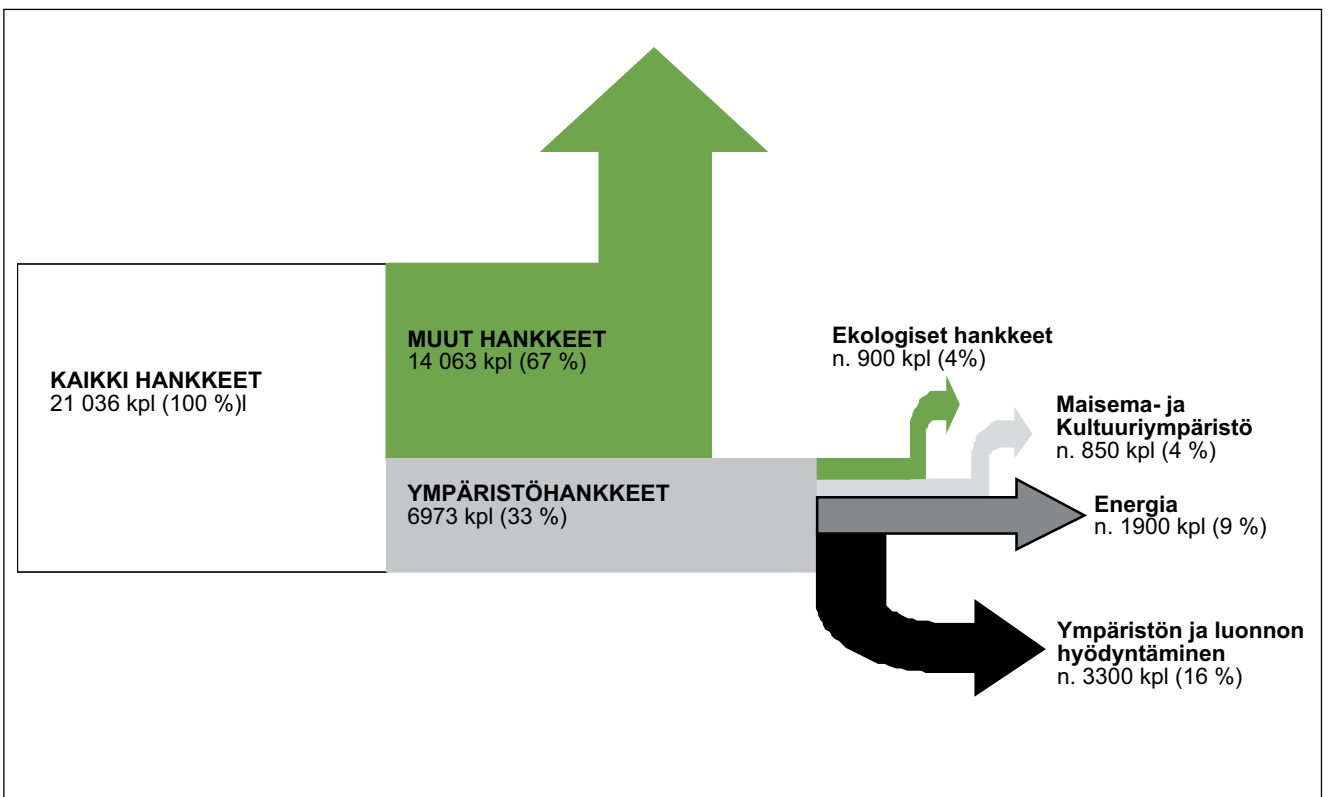 KAIKKI HANKKEET
21 036 kpl (100 %)l
MUUT HANKKEET
14 063 kpl (67 %)
YMPÄRISTÖHANKKEET
6973 kpl (33 %)
Ekologiset hankkeet
n. 900 kpl (4%)
Maisema- ja
Kultuuriympäristö
n. 850 kpl (4 %)
Energia
n. 1900 kpl (9 %)
Ympäristön ja luonnon
hyödyntäminen
n. 3300 kpl (16 %)